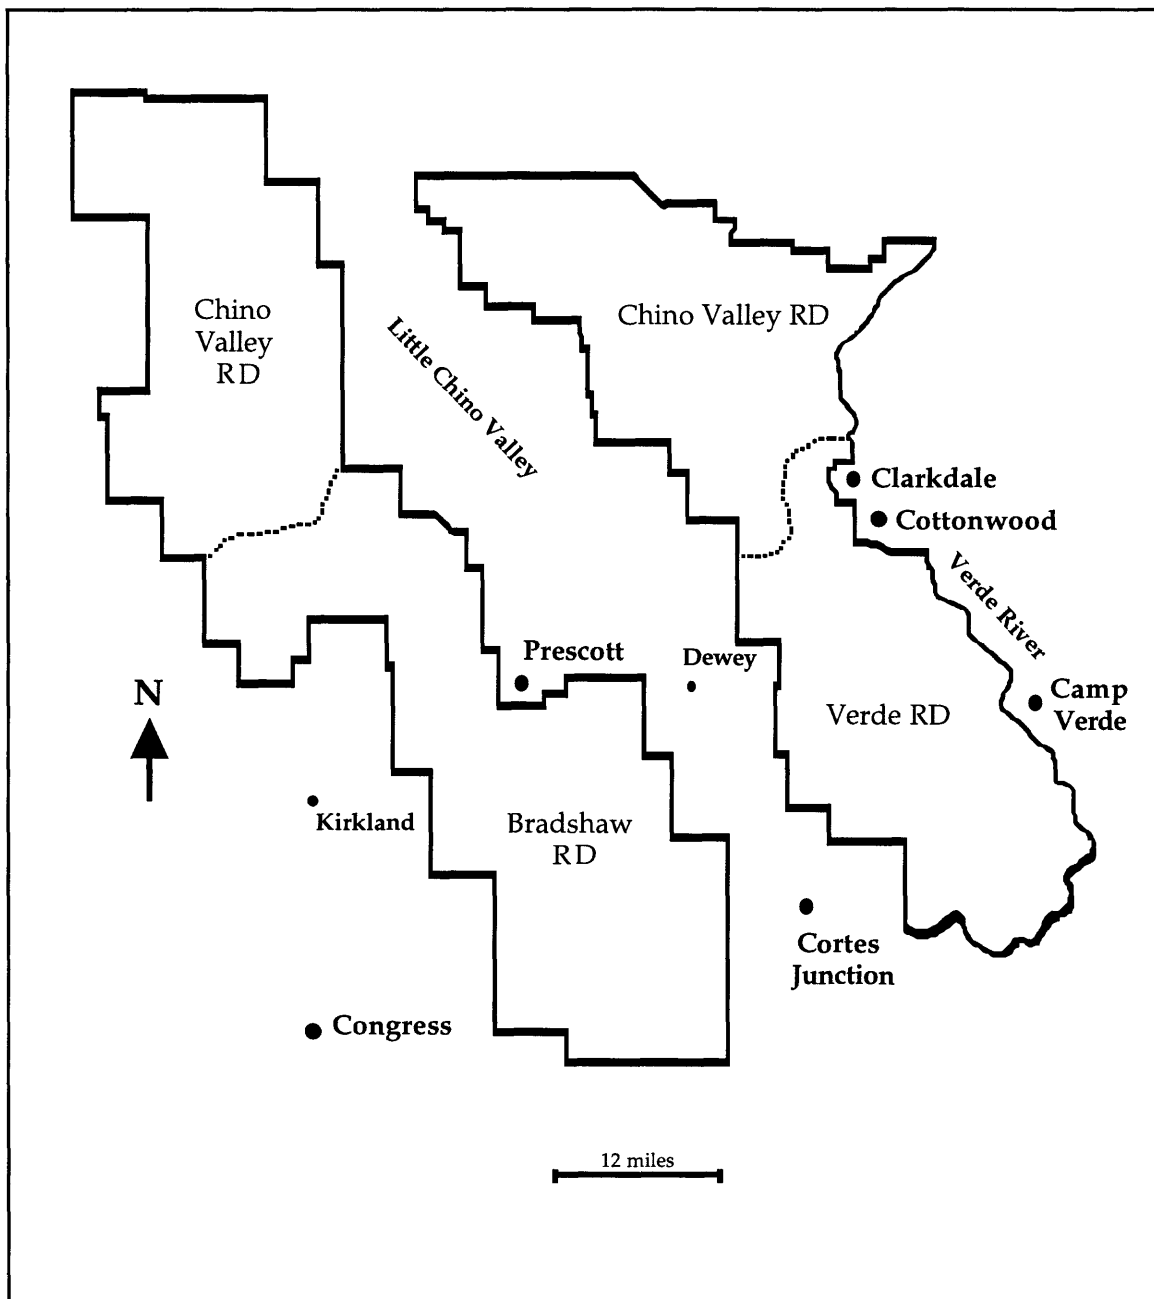 Chino
Valley
RD
Chino Valley RD
Little Chino Valley
Clarkdale
Cottonwood
Verde River
Prescott
Dewey
N
Camp
Verde
Verde RD
Kirkland
Bradshaw
RD
Cortes
Junction
Congress
12 miles